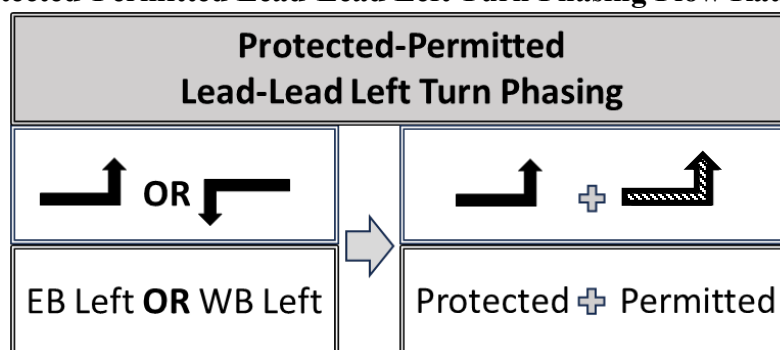 Protected-Permitted
Lead-Lead Left Turn Phasing
OR
EB Left OR WB Left
Protected + Permitted